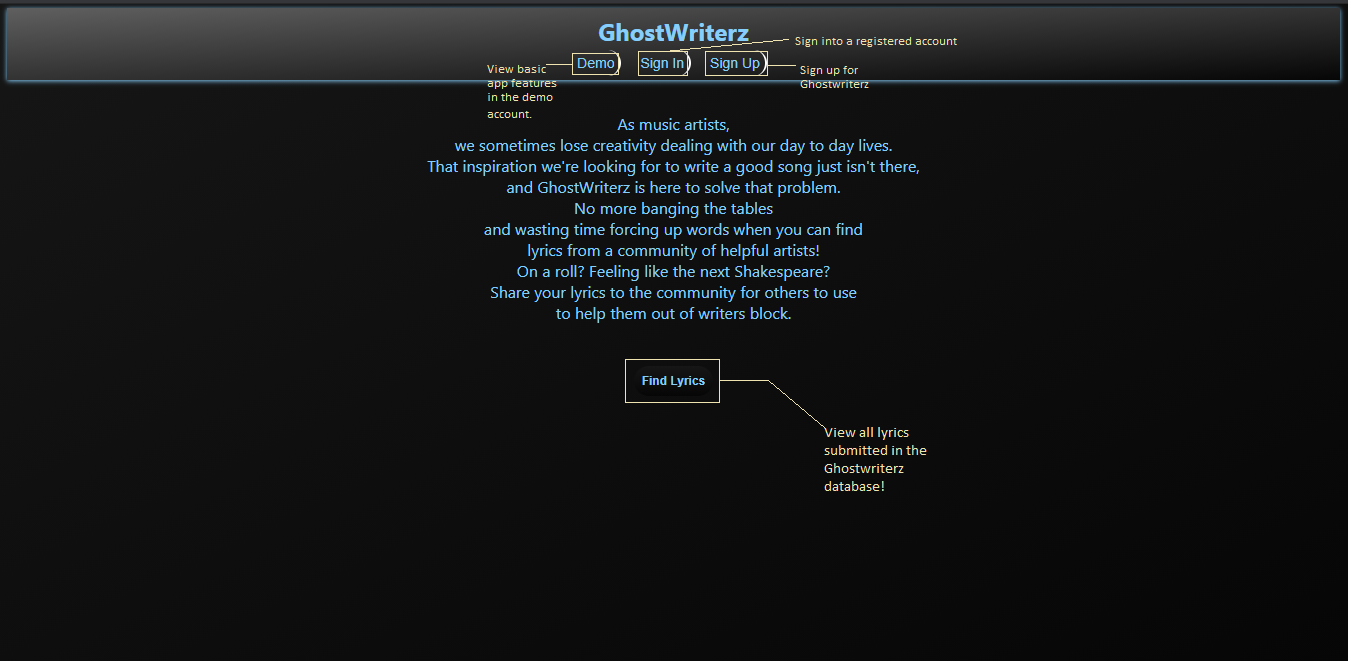 GhostWriterz
Demo
Sign In
Sign Up
Sign into a registered account
View basic
app features
in the demo
account.
Sign up for
Ghostwriterz
As music artists,
we sometimes lose creativity dealing with our day to day lives.
That inspiration we're looking for to write a good song just isn't there,
and GhostWriterz is here to solve that problem.
No more banging the tables
and wasting time forcing up words when you can find
lyrics from a community of helpful artists!
On a roll? Feeling like the next Shakespeare?
Share your lyrics to the community for others to use
to help them out of writers block.
Find Lyrics
View all lyrics
submitted in the
Ghostwriterz
database!